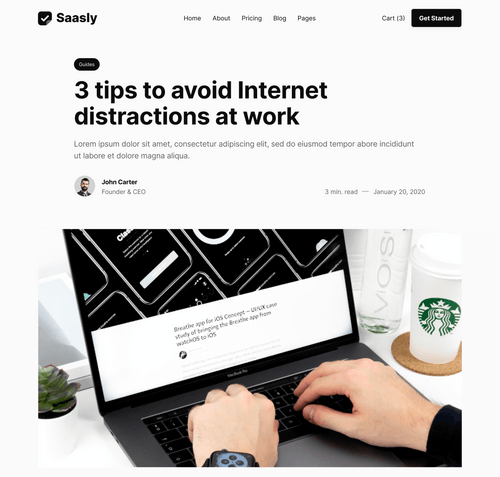 Saasly
Home About Pricing Blog Pages Cart (3) Get Started
Guides
3 tips to avoid Internet
distractions at work
Lorem ipsum dolor sit amet, consectetur adipiscing elit, sed do eiusmod tempor abore incididunt
ut labore et dolore magna aliqua.
John Carter
Founder & CEO
3 min. read — January 20, 2020
Breathe app for iOS Concept – UI/UX case
study of bringing the Breathe app from
watchOS to iOS
MacBook Pro
VOS